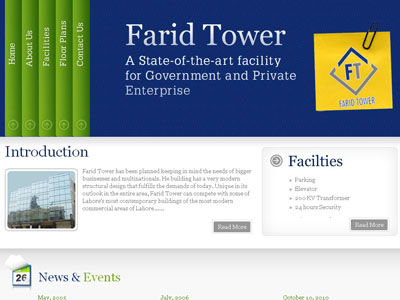 Home
About Us
Facilities
Floor Plans
Contact Us
Farid Tower
A State-of-the-art facility
for Government and Private
Enterprise
FT
FARID TOWER
Introduction
Farid Tower has been planned keeping in mind the needs of bigger
businesses and multinationals. He building has a very modern
structural design that fulfills the demands of today. Unique in its
outlook in the entire area, Farid Tower can compete with some of
Lahore's most contemporary buildings of the most modern
commercial areas of Lahore.......
Read More
Facilties
Parking
Elevator
200 KV Transformer
24 hours Security
Read More
26
News & Events
May, 2005
July, 2006
October 10, 2010